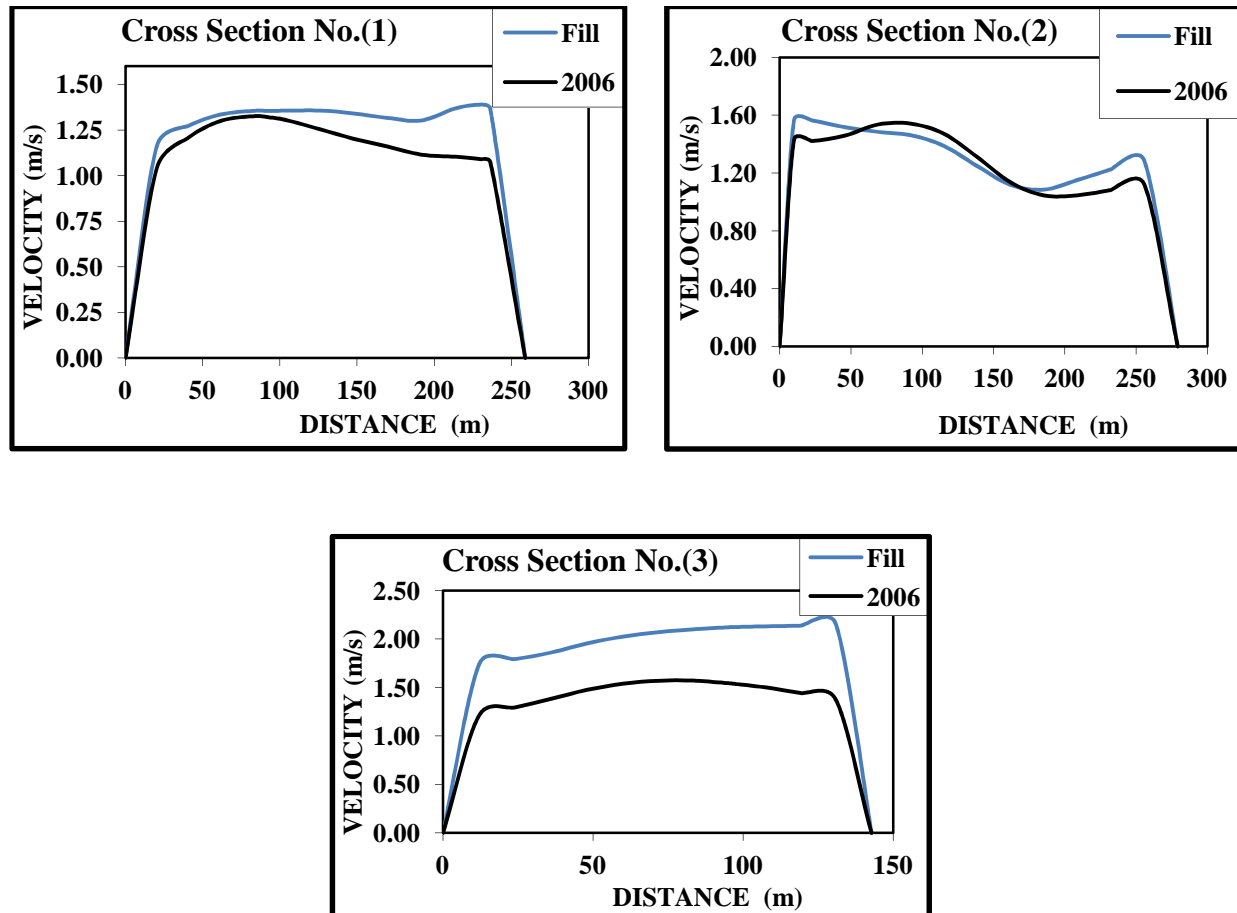 Cross Section No.(1)
Fill
2006
1.50
1.25
1.00
0.75
0.50
0.25
0.00
VELOCITY (m/s)
0 50 100 150 200 250 300
DISTANCE (m)
Cross Section No.(2)
Fill
2006
2.00
1.60
1.20
0.80
0.40
0.00
VELOCITY (m/s)
0 50 100 150 200 250 300
DISTANCE (m)
Cross Section No.(3)
Fill
2006
2.50
2.00
1.50
1.00
0.50
0.00
VELOCITY (m/s)
0 50 100 150
DISTANCE (m)